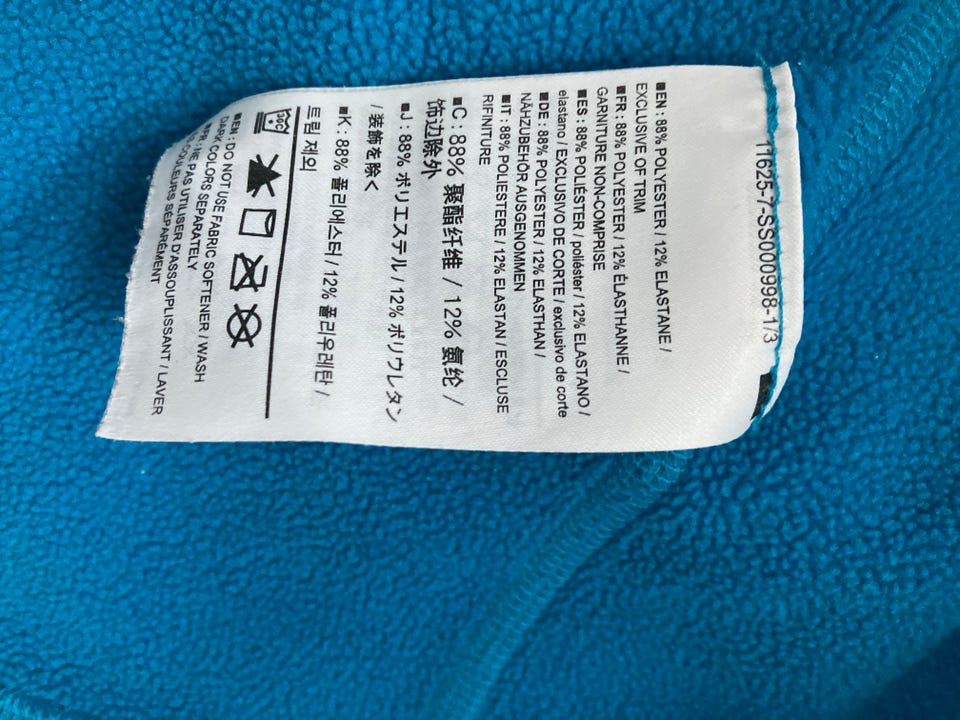 11625-7-SS000998-1/3
■EN : 88% POLYESTER / 12% ELASTANE /
EXCLUSIVE OF TRIM
■FR : 88% POLYESTER / 12% ÉLASTHANNE /
GARNITURE NON-COMPRISE
■ES : 88% POLIÉSTER / poliéster / 12% ELASTANO /
elastano / EXCLUSIVO DE CORTE / exclusivo de corte
■DE : 88% POLYESTER / 12% ELASTHAN /
NÄHZUBEHÖR AUSGENOMMEN
■IT : 88% POLIESTERE / 12% ELASTAN / ESCLUSE
RIFINITURE
■C : 88% 聚酯纤维 / 12% 氨纶 /
饰边除外
■J : 88% ポリエステル / 12% ポリウレタン
/ 装飾を除く
■K : 88% 폴리에스터 / 12% 폴리우레탄 /
트림 제외
30C
■EN : DO NOT USE FABRIC SOFTENER / WASH
DARK COLORS SEPARATELY
■FR : NE PAS UTILISER D'ASSOUPLISSANT / LAVER
COULEURS SÉPARÉMENT